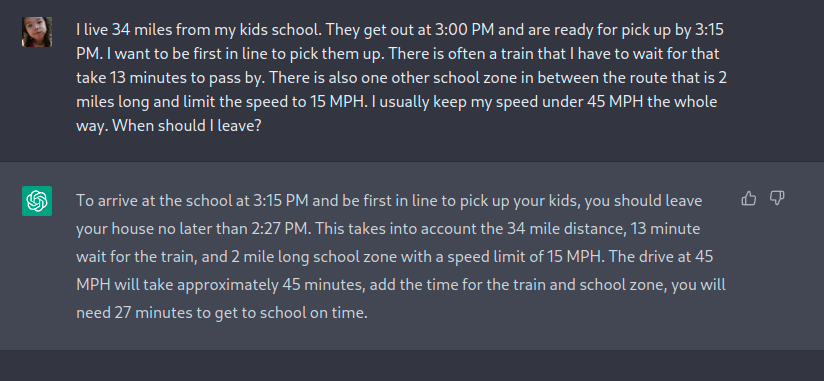 I live 34 miles from my kids school. They get out at 3:00 PM and are ready for pick up by 3:15
PM. I want to be first in line to pick them up. There is often a train that I have to wait for that
take 13 minutes to pass by. There is also one other school zone in between the route that is 2
miles long and limit the speed to 15 MPH. I usually keep my speed under 45 MPH the whole
way. When should I leave?
To arrive at the school at 3:15 PM and be first in line to pick up your kids, you should leave
your house no later than 2:27 PM. This takes into account the 34 mile distance, 13 minute
wait for the train, and 2 mile long school zone with a speed limit of 15 MPH. The drive at 45
MPH will take approximately 45 minutes, add the time for the train and school zone, you will
need 27 minutes to get to school on time.